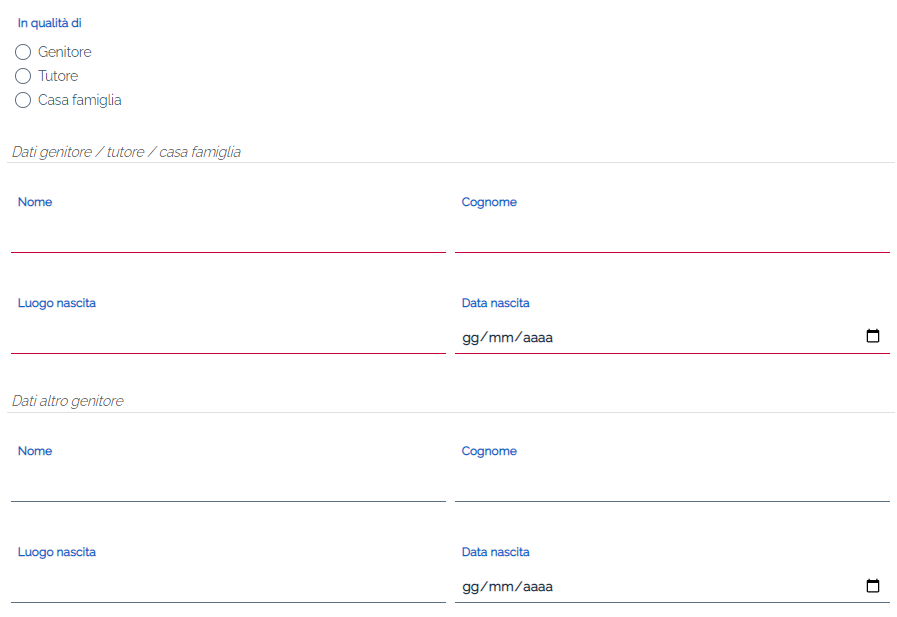 In qualità di
Genitore
Tutore
Casa famiglia
Dati genitore / tutore / casa famiglia
Nome Cognome
Luogo nascita Data nascita
gg/mm/aaaa
Dati altro genitore
Nome Cognome
Luogo nascita Data nascita
gg/mm/aaaa